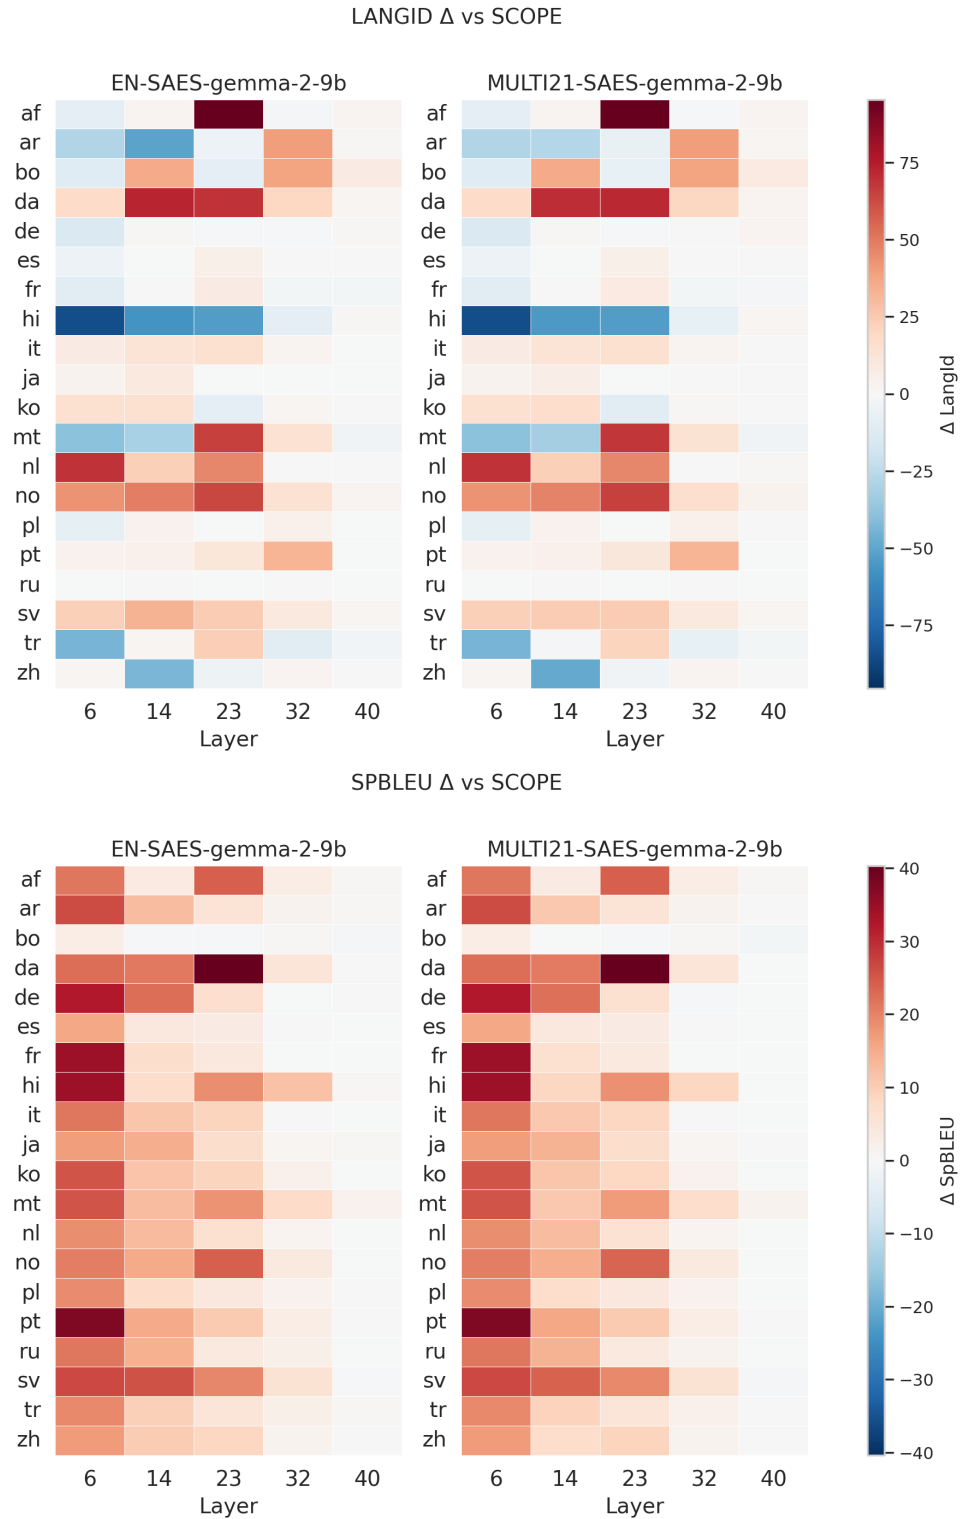 LANGID Δ vs SCOPE
EN-SAES-gemma-2-9b
MULTI21-SAES-gemma-2-9b
af
ar
bo
da
de
es
fr
hi
it
ja
ko
mt
nl
no
pl
pt
ru
sv
tr
zh
6 14 23 32 40
Layer
af
ar
bo
da
de
es
fr
hi
it
ja
ko
mt
nl
no
pl
pt
ru
sv
tr
zh
6 14 23 32 40
Layer
75
50
25
0
−25
−50
−75
Δ LangId
SPBLEU Δ vs SCOPE
EN-SAES-gemma-2-9b
MULTI21-SAES-gemma-2-9b
af
ar
bo
da
de
es
fr
hi
it
ja
ko
mt
nl
no
pl
pt
ru
sv
tr
zh
6 14 23 32 40
Layer
af
ar
bo
da
de
es
fr
hi
it
ja
ko
mt
nl
no
pl
pt
ru
sv
tr
zh
6 14 23 32 40
Layer
40
30
20
10
0
−10
−20
−30
−40
Δ SpBLEU